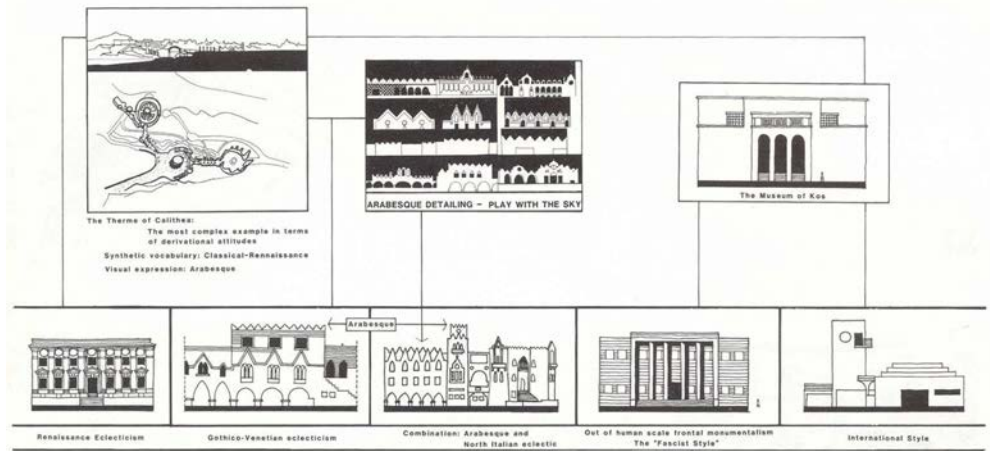 ARABESQUE DETAILING - PLAY WITH THE SKY
The Museum of Kos
The Therme of Calithea:
The most complex example in terms
of derivational attitudes
Synthetic vocabulary: Classical-Rennaissance
Visual expression: Arabesque
Arabesque
Renaissance Eclecticism
Gothico-Venetian eclecticism
Combination: Arabesque and
North Italian eclectic
Out of human scale frontal monumentalism
The "Fascist Style"
International Style